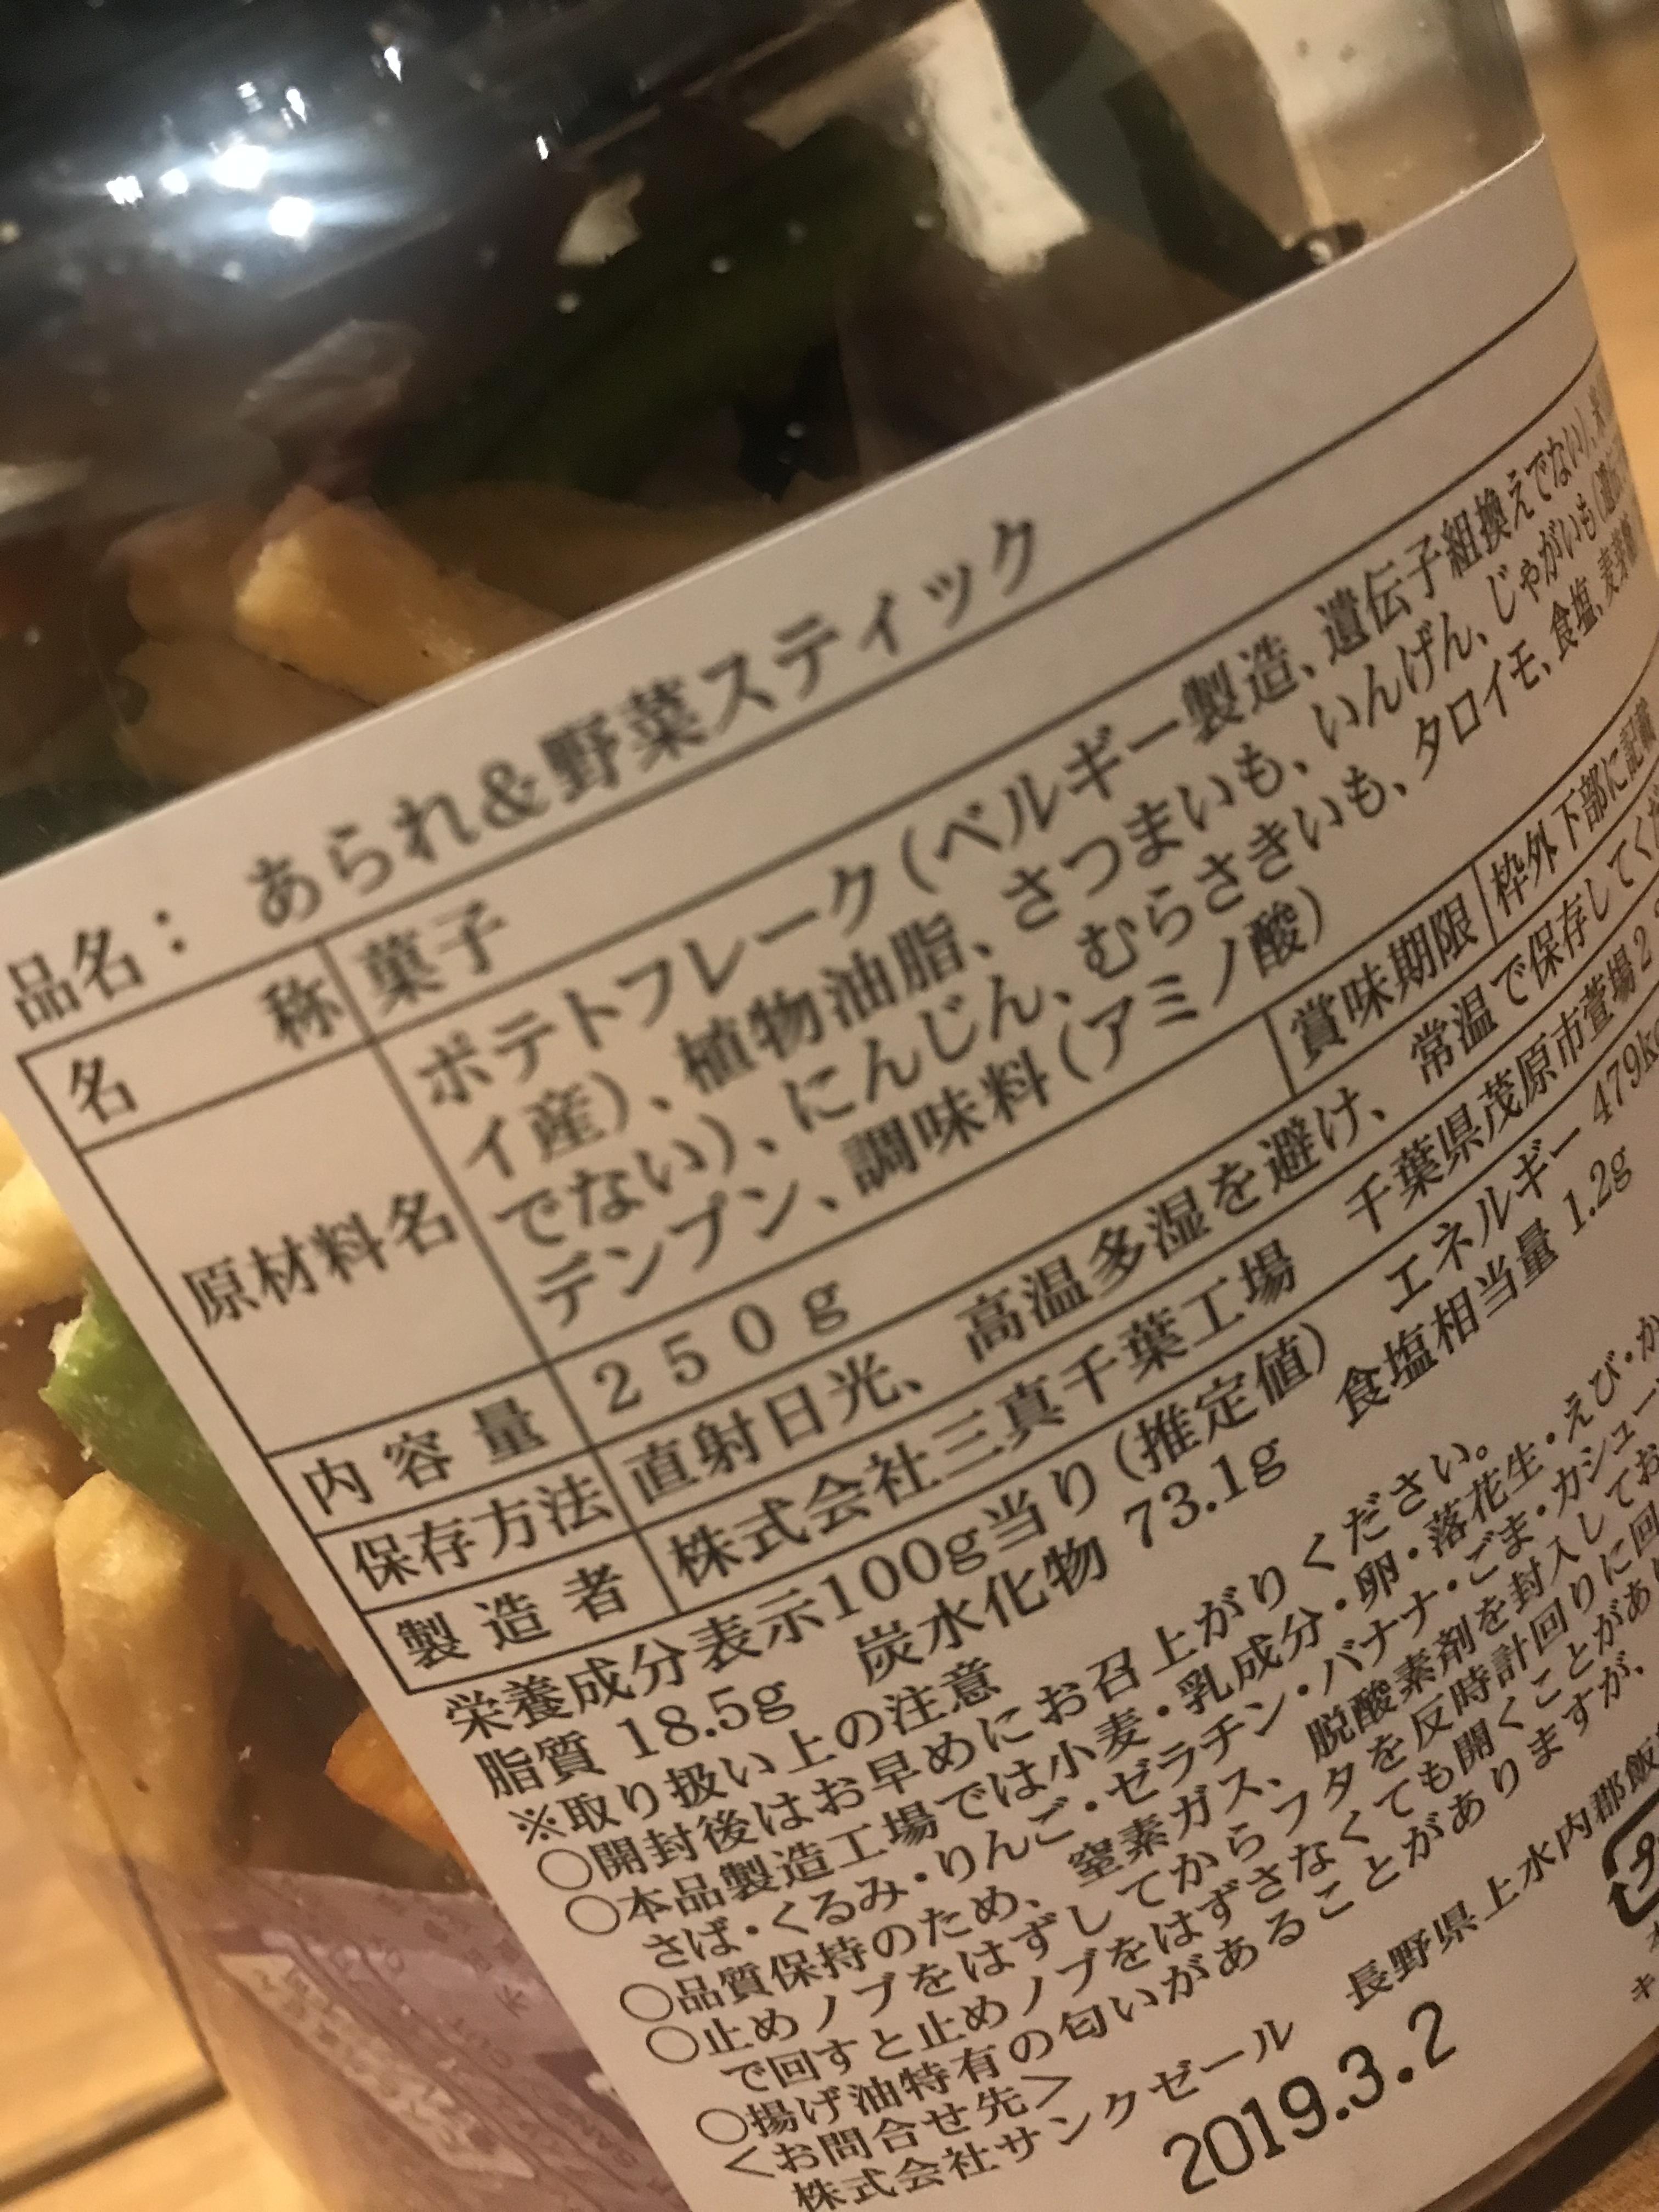 品名： あられ＆野菜スティック
名称 菓子
原材料名 ポテトフレーク（ベルギー製造、遺伝子組換えでない）、米
イ産）、植物油脂、さつまいも、いんげん、じゃがいも（遺伝
でない）、にんじん、むらさきいも、タロイモ、食塩、麦芽糖
デンプン、調味料（アミノ酸）
内容量 ２５０ｇ 賞味期限 枠外下部に記載
保存方法 直射日光、高温多湿を避け、常温で保存してくだ
製造者 株式会社三真千葉工場 千葉県茂原市萱場２
栄養成分表示100g当り（推定値） エネルギー 479kc
脂質 18.5g 炭水化物 73.1g 食塩相当量 1.2g
※取り扱い上の注意
○開封後はお早めにお召上がりください。
○本品製造工場では小麦・乳成分・卵・落花生・えび・か
さば・くるみ・りんご・ゼラチン・バナナ・ごま・カシュー
○品質保持のため、窒素ガス、脱酸素剤を封入してお
○止めノブをはずしてからフタを反時計回りに回
で回すと止めノブをはずさなくても開くことがあ
○揚げ油特有の匂いがあることがありますが、
＜お問合せ先＞
株式会社サンクゼール 長野県上水内郡飯
2019.3.2